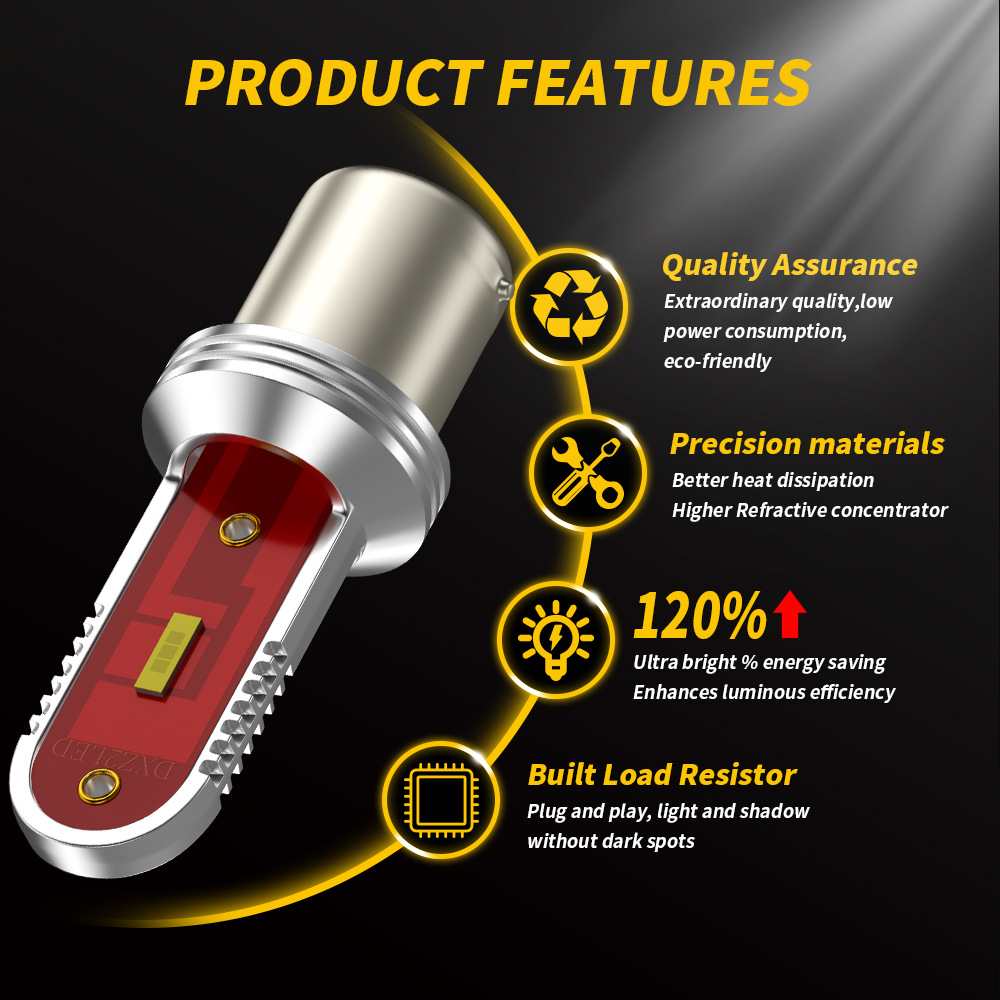 PRODUCT FEATURES
Quality Assurance
Extraordinary quality,low
power consumption,
eco-friendly
Precision materials
Better heat dissipation
Higher Refractive concentrator
120%
Ultra bright % energy saving
Enhances luminous efficiency
Built Load Resistor
Plug and play, light and shadow
without dark spots